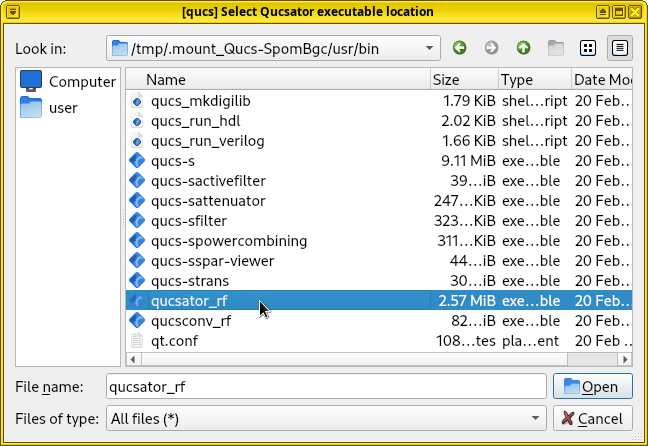 [qucs] Select Qucsator executable location
Look in: /tmp/.mount_Qucs-SpomBgc/usr/bin
Computer
user
Name Size Type Date Mo
qucs_mkdigilib 1.79 KiB shel...ript 20 Feb...
qucs_run_hdl 2.02 KiB shel...ript 20 Feb...
qucs_run_verilog 1.66 KiB shel...ript 20 Feb...
qucs-s 9.11 MiB exe...ble 20 Feb...
qucs-sactivefilter 39...iB exe...ble 20 Feb...
qucs-sattenuator 247...KiB exe...ble 20 Feb...
qucs-sfilter 323...KiB exe...ble 20 Feb...
qucs-spowercombining 311...KiB exe...ble 20 Feb...
qucs-sspar-viewer 44...iB exe...ble 20 Feb...
qucs-strans 30...iB exe...ble 20 Feb...
qucsator_rf 2.57 MiB exe...ble 20 Feb...
qucsconv_rf 82...iB exe...ble 20 Feb...
qt.conf 108...tes pla...ent 20 Feb ...
File name: qucsator_rf Open
Files of type: All files (*) Cancel